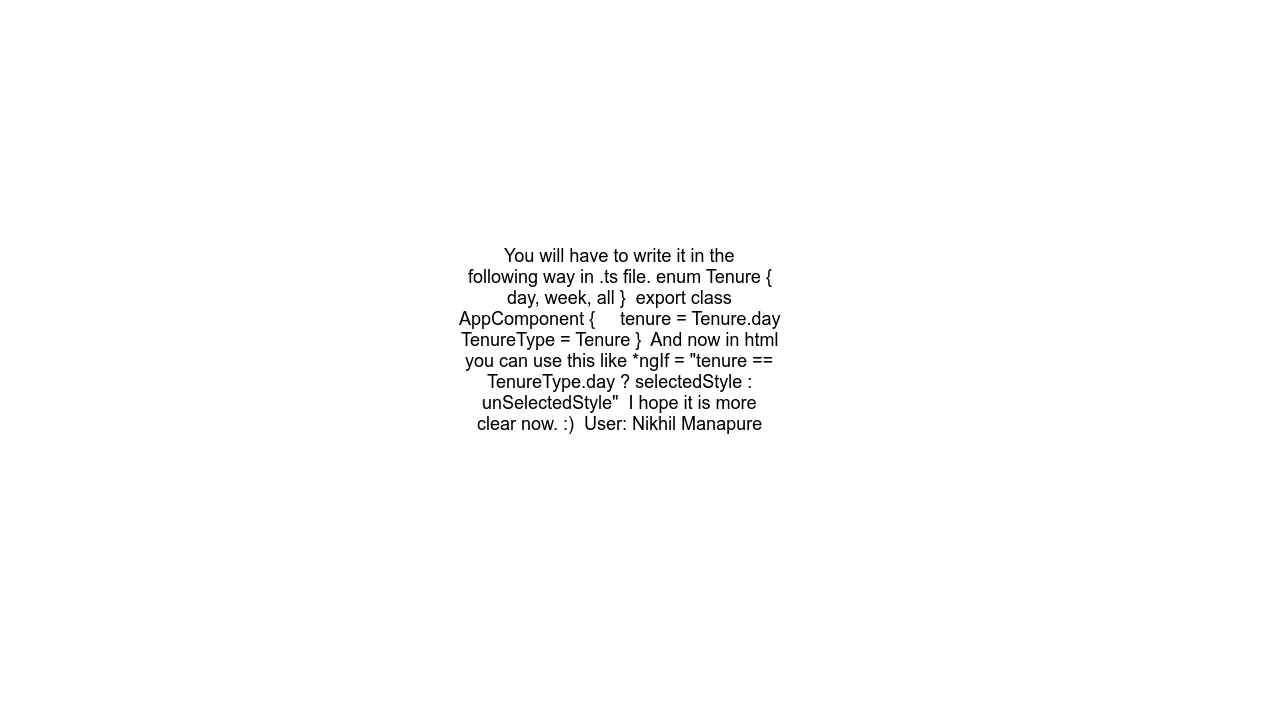 You will have to write it in the
following way in .ts file. enum Tenure {
day, week, all }  export class
AppComponent {     tenure = Tenure.day
TenureType = Tenure }  And now in html
you can use this like *ngIf = "tenure ==
TenureType.day ? selectedStyle :
unSelectedStyle"  I hope it is more
clear now. :)  User: Nikhil Manapure